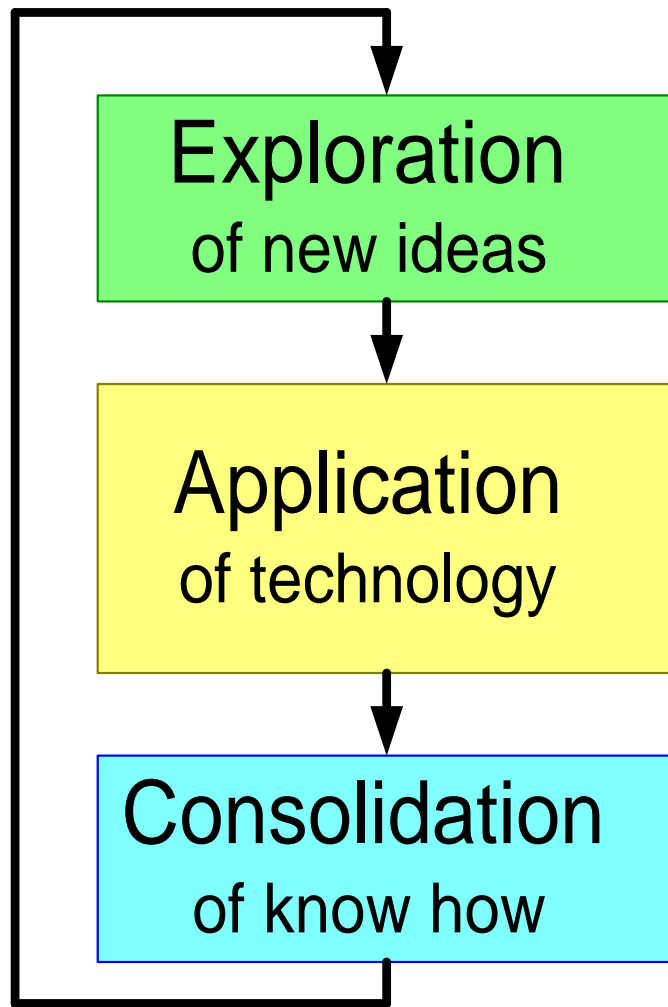 Exploration
of new ideas
Application
of technology
Consolidation
of know how